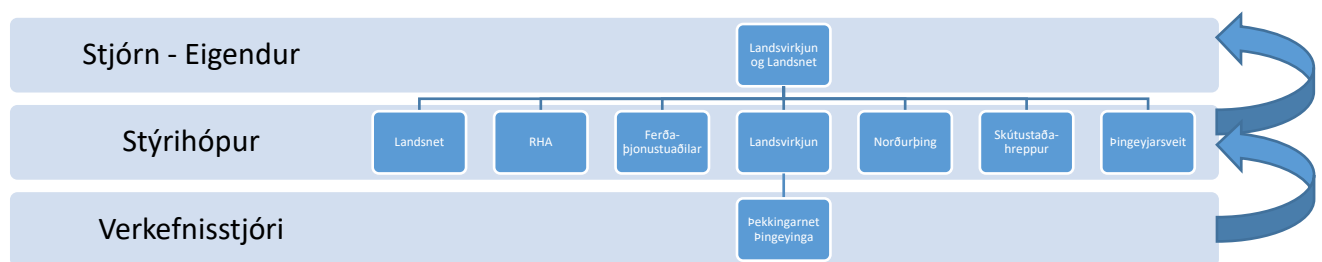 Stjórn - Eigendur
Landsvirkjun
og Landsnet
Stýrihópur
Landsnet
RHA
Ferða-
þjonustuaðilar
Landsvirkjun
Norðurþing
Skútustaða-
hreppur
Þingeyjarsveit
Verkefnisstjóri
Þekkingarnet
Þingeyinga